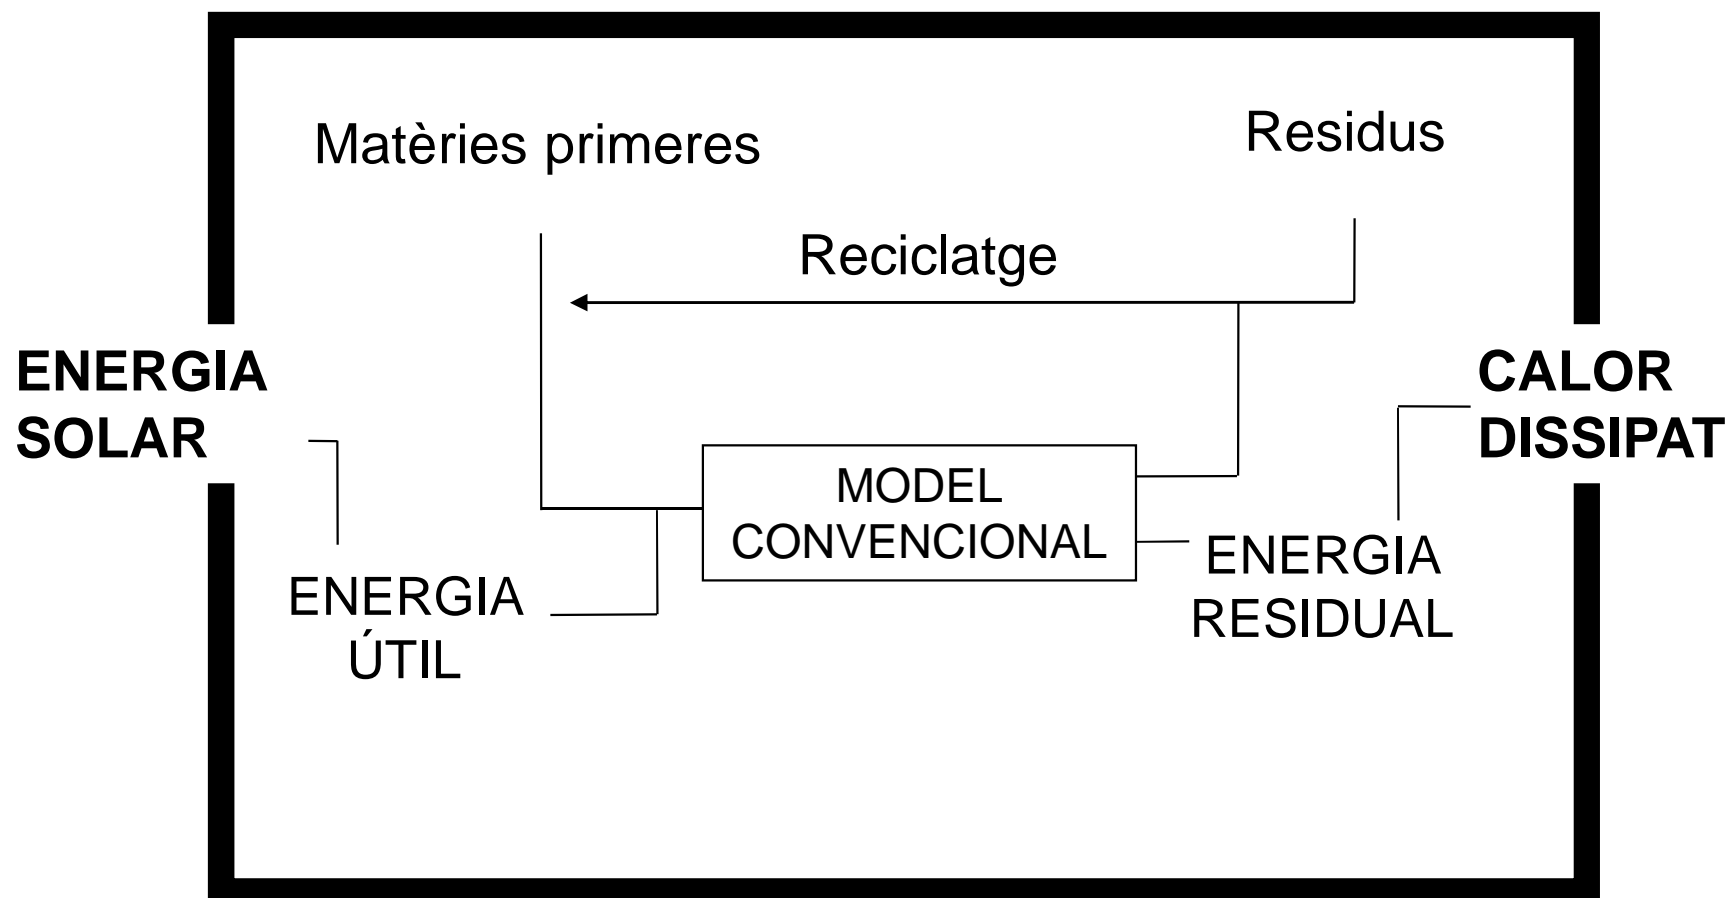 Matèries primeres
Residus
Reciclatge
ENERGIA
SOLAR
CALOR
DISSIPAT
MODEL
CONVENCIONAL
ENERGIA
ÚTIL
ENERGIA
RESIDUAL